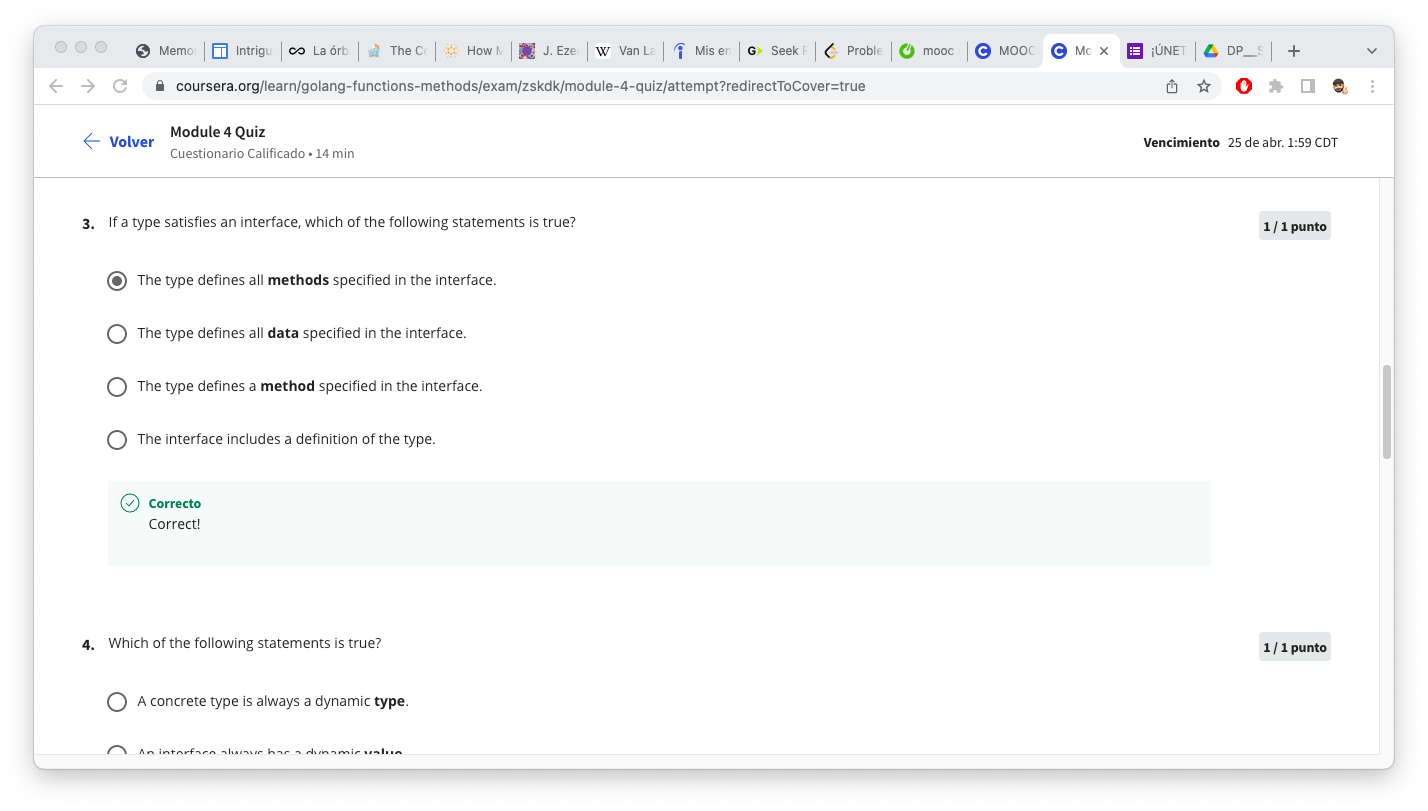 Memo Intrigu La órb The C How M J. Eze W Van La Mis en G Seek Proble mooc MOOC Mo ¡ÚNET DP__S
coursera.org/learn/golang-functions-methods/exam/zskdk/module-4-quiz/attempt?redirectToCover=true
Volver
Module 4 Quiz
Cuestionario Calificado • 14 min
Vencimiento 25 de abr. 1:59 CDT
3. If a type satisfies an interface, which of the following statements is true?
1 / 1 punto
The type defines all methods specified in the interface.
The type defines all data specified in the interface.
The type defines a method specified in the interface.
The interface includes a definition of the type.
Correcto
Correct!
4. Which of the following statements is true?
1 / 1 punto
A concrete type is always a dynamic type.
An interface always has a dynamic value